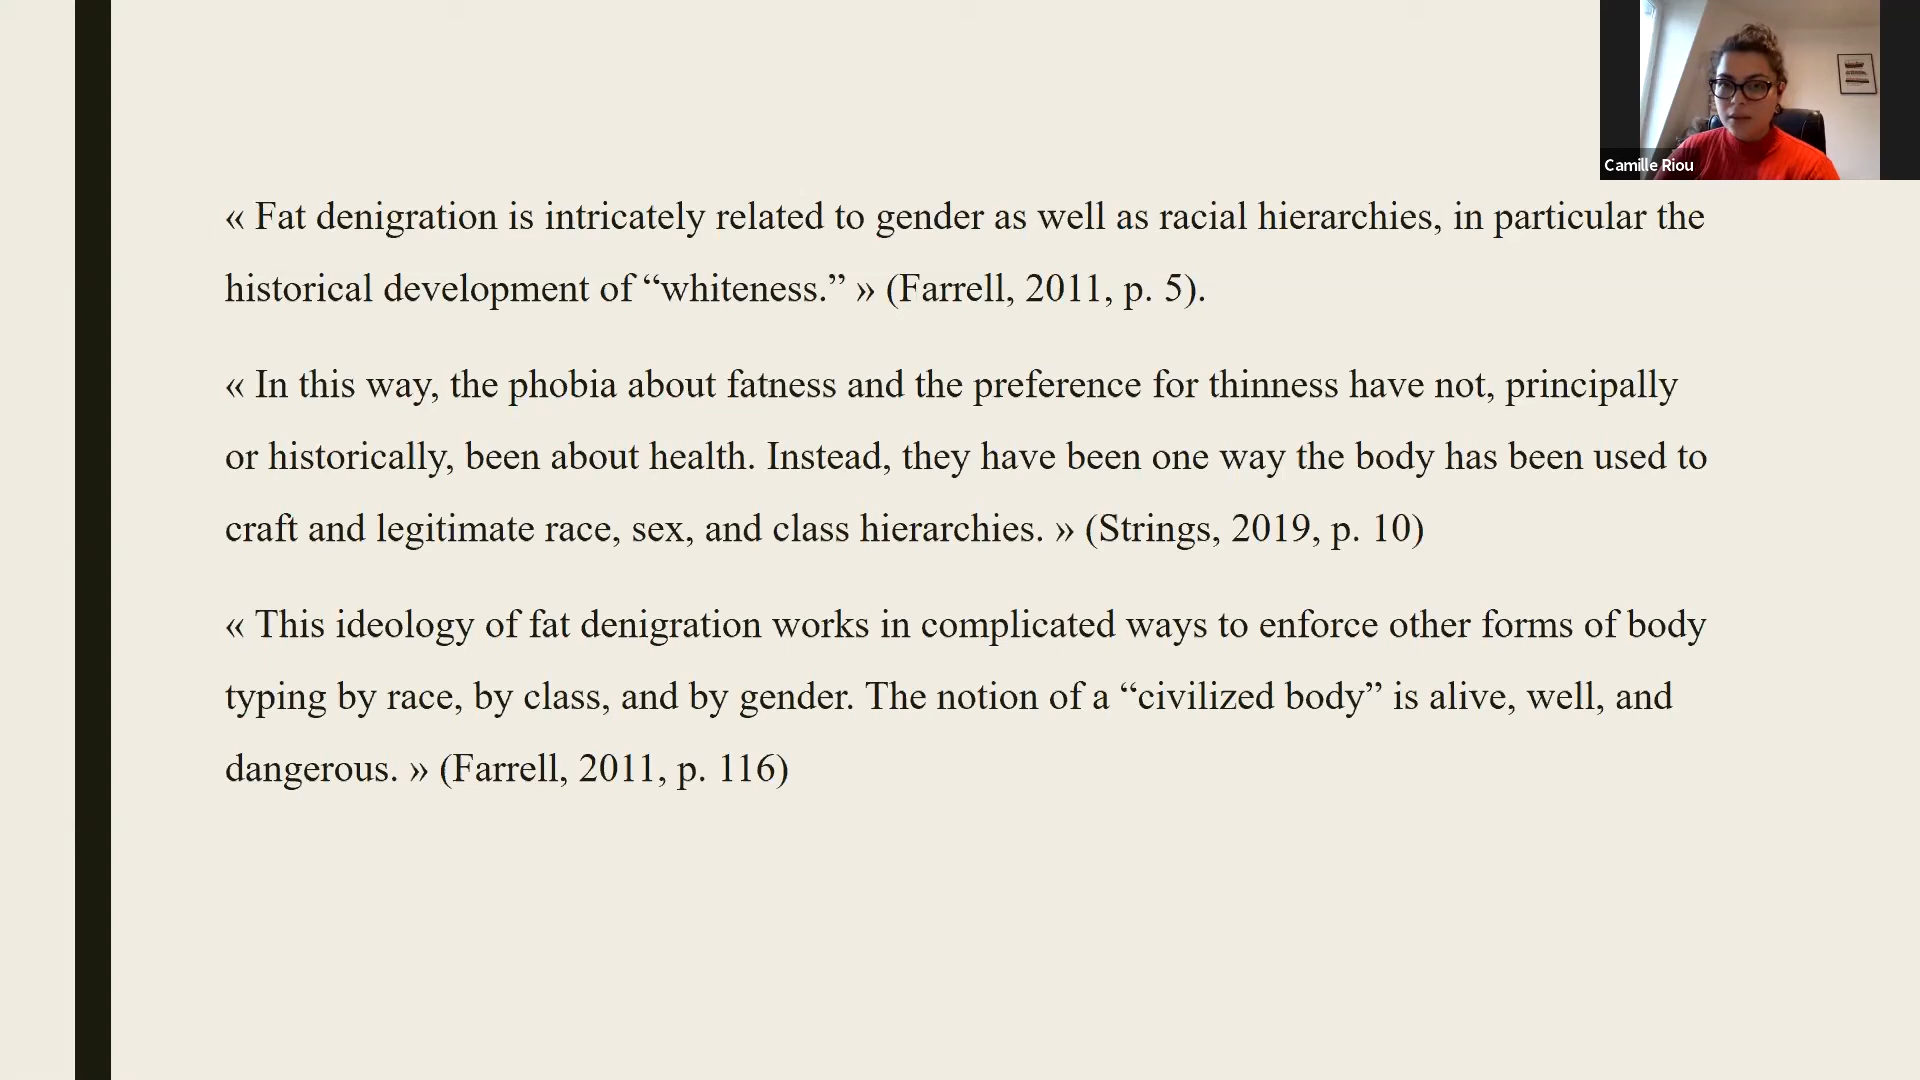 Camille Riou
« Fat denigration is intricately related to gender as well as racial hierarchies, in particular the
historical development of “whiteness.” » (Farrell, 2011, p. 5).
« In this way, the phobia about fatness and the preference for thinness have not, principally
or historically, been about health. Instead, they have been one way the body has been used to
craft and legitimate race, sex, and class hierarchies. » (Strings, 2019, p. 10)
« This ideology of fat denigration works in complicated ways to enforce other forms of body
typing by race, by class, and by gender. The notion of a “civilized body” is alive, well, and
dangerous. » (Farrell, 2011, p. 116)